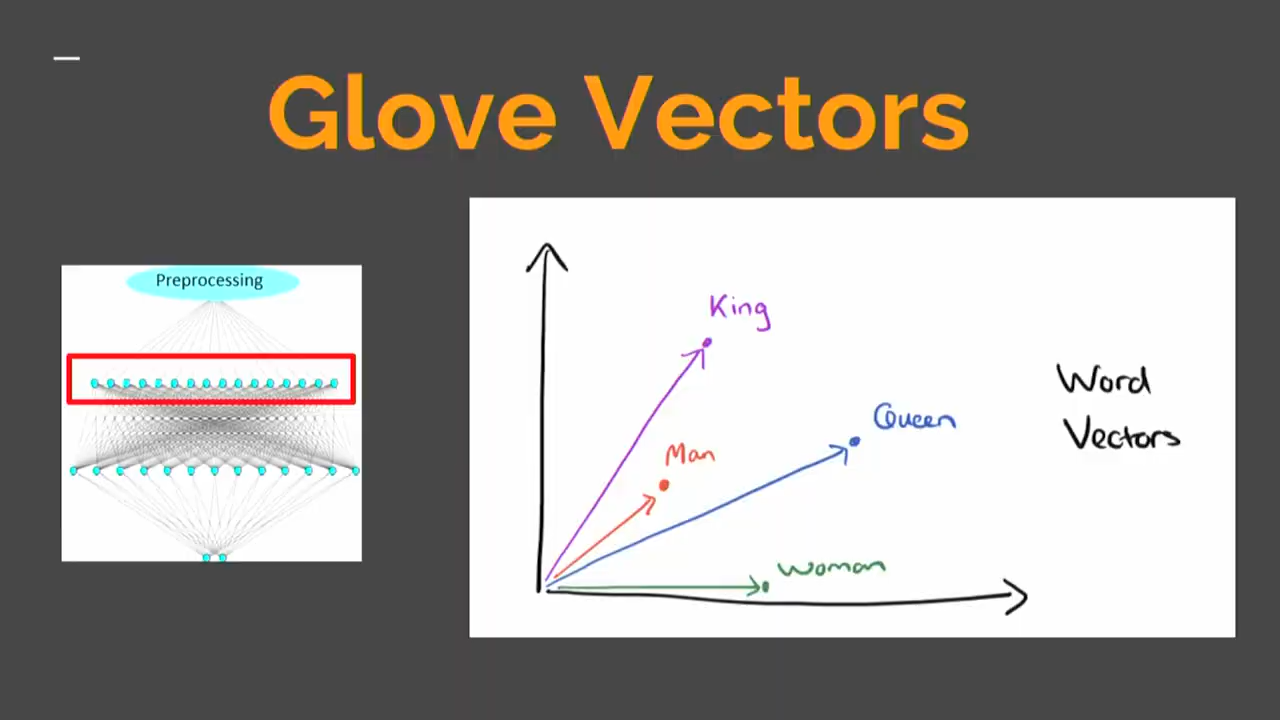 Glove Vectors
Preprocessing
King
Man
Queen
Woman
Word
Vectors